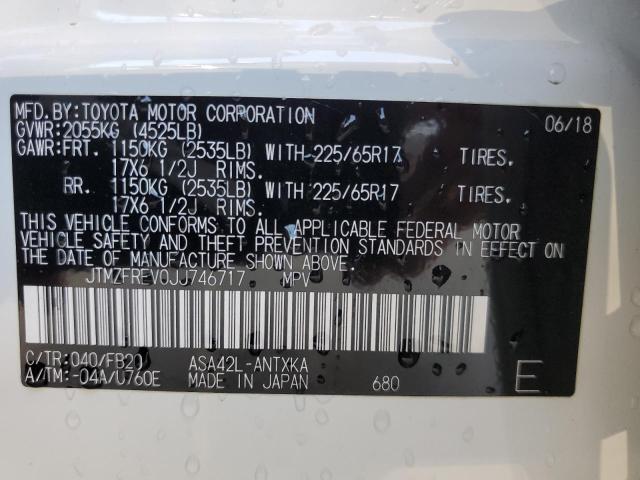 MFD.BY:TOYOTA MOTOR CORPORATION 06/18
GVWR:2055KG (4525LB)
GAWR:FRT. 1150KG (2535LB) WITH 225/65R17 TIRES.
17X6 1/2J RIMS.
RR. 1150KG (2535LB) WITH 225/65R17 TIRES.
17X6 1/2J RIMS.
THIS VEHICLE CONFORMS TO ALL APPLICABLE FEDERAL MOTOR
VEHICLE SAFETY AND THEFT PREVENTION STANDARDS IN EFFECT ON
THE DATE OF MANUFACTURE SHOWN ABOVE.
JTMZFREV0JJ746717 MPV
C/TR:040/FB20 ASA42L-ANTXKA
A/TM:-04A/U760E MADE IN JAPAN 680 E